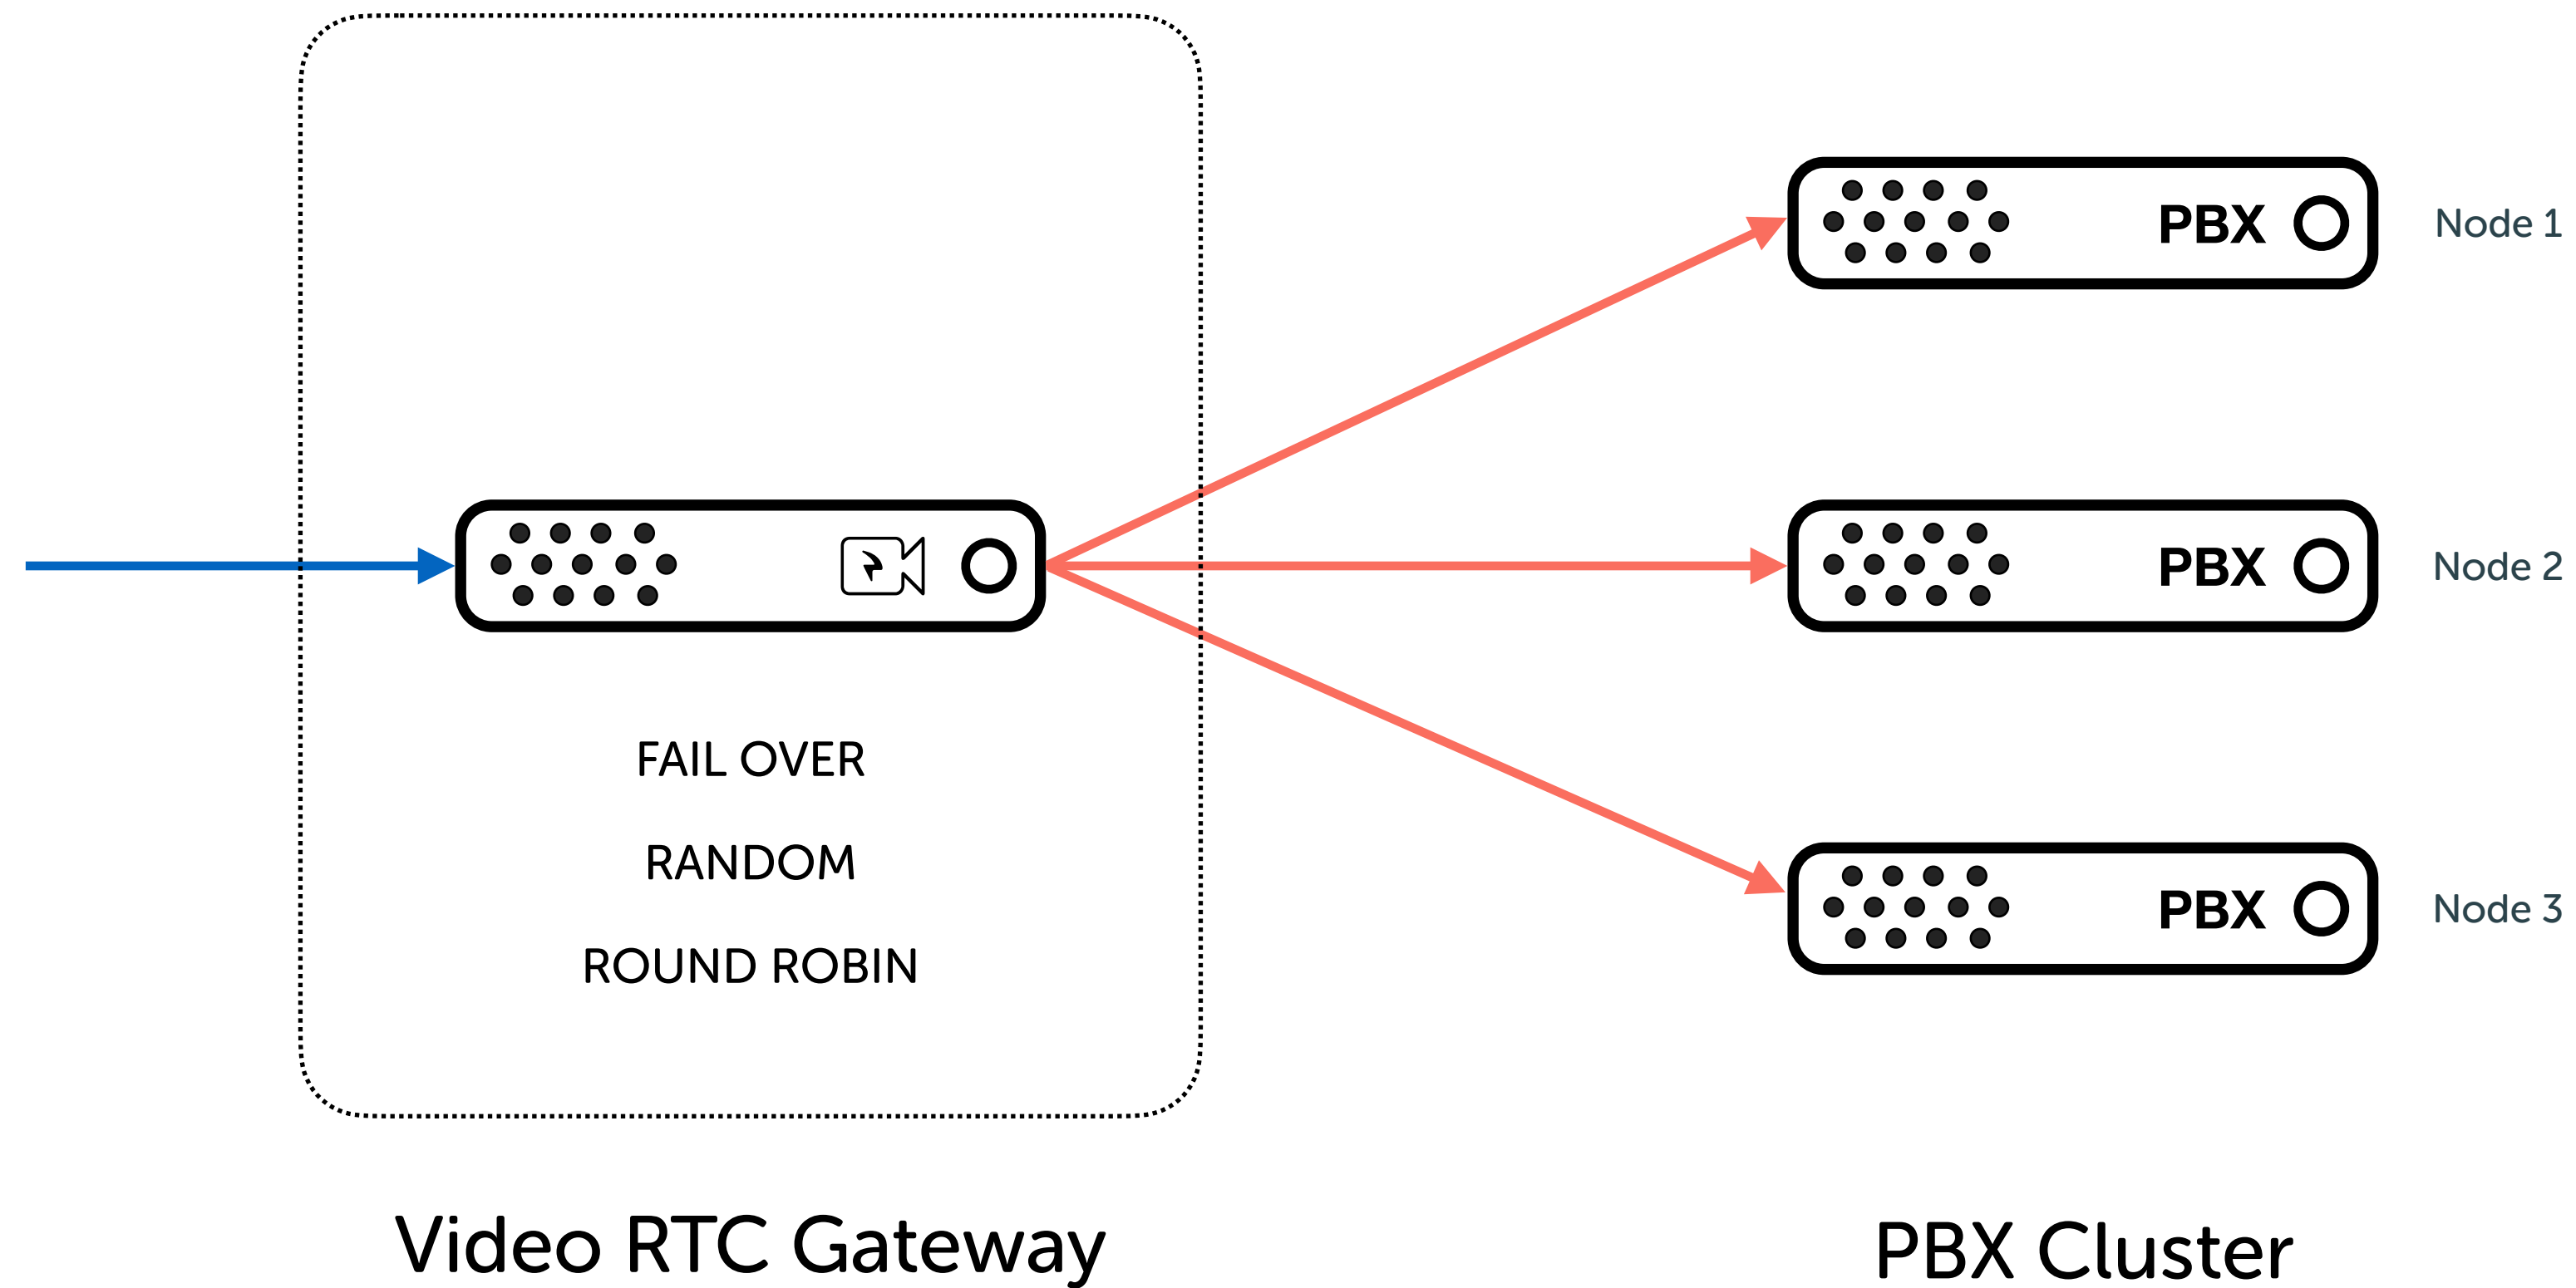 PBX
Node 1
PBX
Node 2
FAIL OVER
RANDOM
ROUND ROBIN
PBX
Node 3
Video RTC Gateway
PBX Cluster